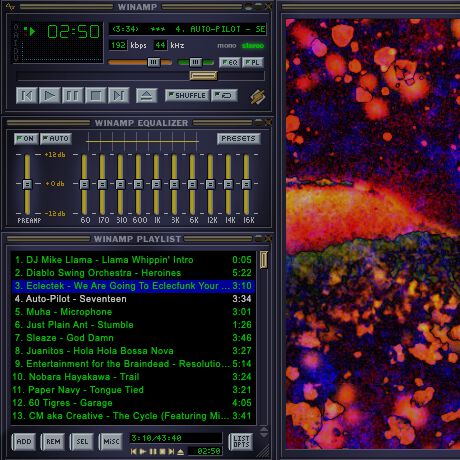 WINAMP
02:50
(3:34) *** 4. AUTO-PILOT - SE
192 kbps 44 kHz mono stereo
EQ PL
SHUFFLE
WINAMP EQUALIZER
ON AUTO PRESETS
+12db
+0db
-12db
PREAMP 60 170 310 600 1K 3K 6K 12K 14K 16K
WINAMP PLAYLIST
1. DJ Mike Llama - Llama Whippin' Intro 0:05
2. Diablo Swing Orchestra - Heroines 5:22
3. Eclectek - We Are Going To Eclecfunk Your ... 3:10
4. Auto-Pilot - Seventeen 3:34
5. Muha - Microphone 3:01
6. Just Plain Ant - Stumble 1:26
7. Sleaze - God Damn 3:46
8. Juanitos - Hola Hola Bossa Nova 3:27
9. Entertainment for the Braindead - Resolutio... 5:14
10. Nobara Hayakawa - Trail 3:24
11. Paper Navy - Tongue Tied 3:21
12. 60 Tigres - Garage 4:05
13. CM aka Creative - The Cycle (Featuring Mi... 3:41
ADD REM SEL MISC 3:10/43:40 LIST OPTS
02:50